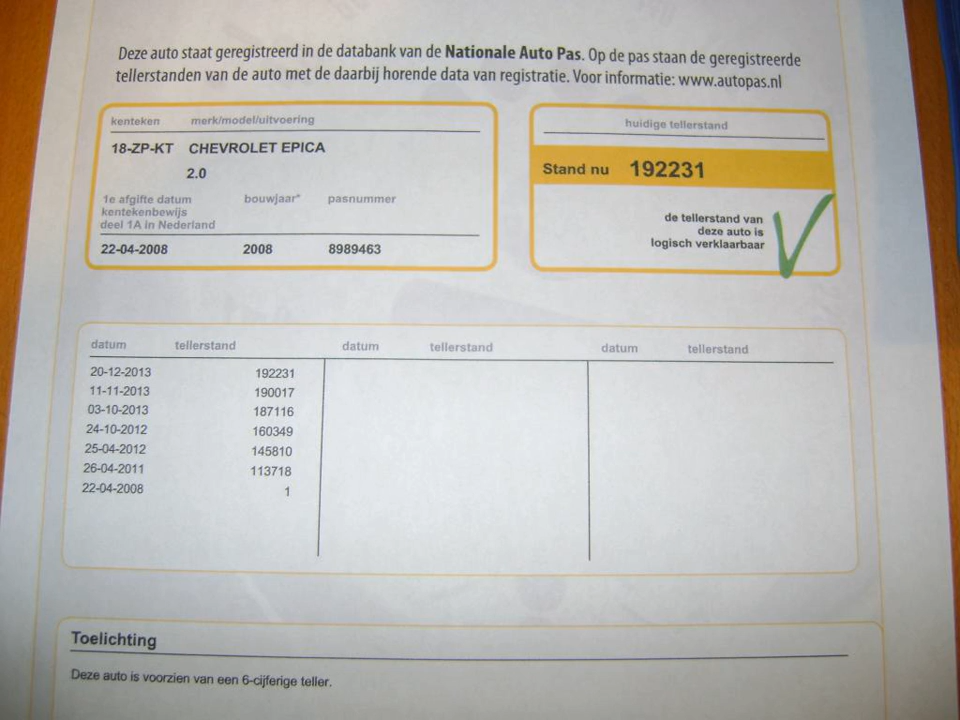 Deze auto staat geregistreerd in de databank van de Nationale Auto Pas. Op de pas staan de geregistreerde
tellerstanden van de auto met de daarbij horende data van registratie. Voor informatie: www.autopas.nl
kenteken merk/model/uitvoering
18-ZP-KT CHEVROLET EPICA
2.0
1e afgifte datum bouwjaar* pasnummer
kentekenbewijs
deel 1A in Nederland
22-04-2008 2008 8989463
huidige tellerstand
Stand nu 192231
de tellerstand van
deze auto is
logisch verklaarbaar
datum tellerstand datum tellerstand datum tellerstand
20-12-2013 192231
11-11-2013 190017
03-10-2013 187116
24-10-2012 160349
25-04-2012 145810
26-04-2011 113718
22-04-2008 1
Toelichting
Deze auto is voorzien van een 6-cijferige teller.